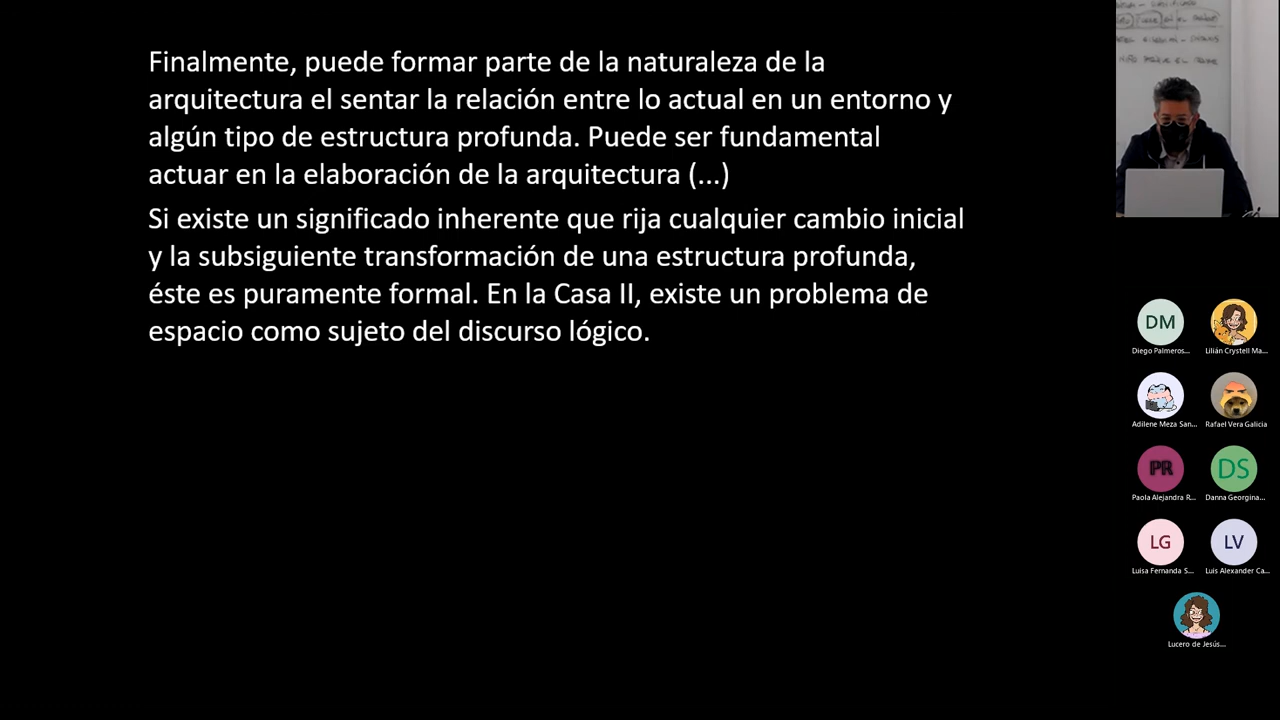 Finalmente, puede formar parte de la naturaleza de la
arquitectura el sentar la relación entre lo actual en un entorno y
algún tipo de estructura profunda. Puede ser fundamental
actuar en la elaboración de la arquitectura (...)
Si existe un significado inherente que rija cualquier cambio inicial
y la subsiguiente transformación de una estructura profunda,
éste es puramente formal. En la Casa II, existe un problema de
espacio como sujeto del discurso lógico.
DM
Diego Palmeros...
Lilián Crystell Ma...
Adilene Meza San...
Rafael Vera Galicia
PR
DS
Paola Alejandra R...
Danna Georgina...
LG
LV
Luisa Fernanda S...
Luis Alexander Ca...
Lucero de Jesús...